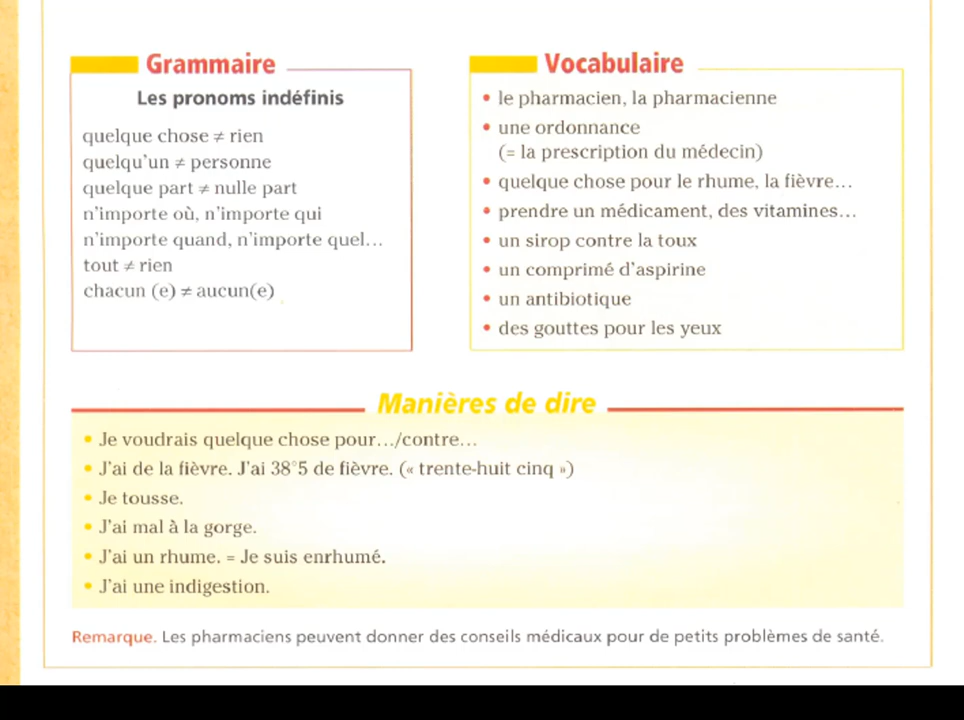 Grammaire
Les pronoms indéfinis
quelque chose ≠ rien
quelqu'un ≠ personne
quelque part ≠ nulle part
n'importe où, n'importe qui
n'importe quand, n'importe quel…
tout ≠ rien
chacun (e) ≠ aucun(e)
Vocabulaire
• le pharmacien, la pharmacienne
• une ordonnance
(= la prescription du médecin)
• quelque chose pour le rhume, la fièvre…
• prendre un médicament, des vitamines…
• un sirop contre la toux
• un comprimé d'aspirine
• un antibiotique
• des gouttes pour les yeux
Manières de dire
• Je voudrais quelque chose pour…/contre…
• J'ai de la fièvre. J'ai 38°5 de fièvre. (« trente-huit cinq »)
• Je tousse.
• J'ai mal à la gorge.
• J'ai un rhume. = Je suis enrhumé.
• J'ai une indigestion.
Remarque. Les pharmaciens peuvent donner des conseils médicaux pour de petits problèmes de santé.